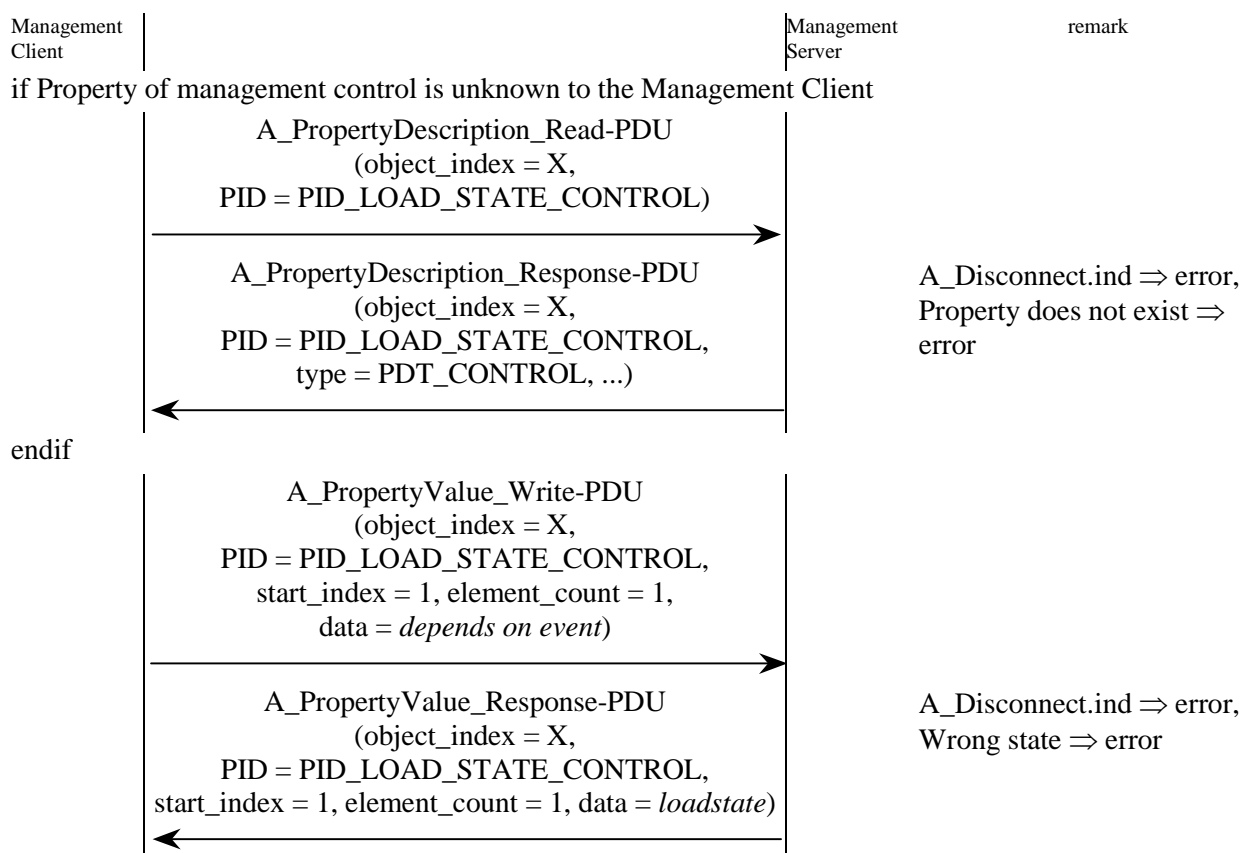 Management Client
Management Server
remark
if Property of management control is unknown to the Management Client
A_PropertyDescription_Read-PDU
(object_index = X,
PID = PID_LOAD_STATE_CONTROL)
A_PropertyDescription_Response-PDU
(object_index = X,
PID = PID_LOAD_STATE_CONTROL,
type = PDT_CONTROL, ...)
A_Disconnect.ind ⇒ error,
Property does not exist ⇒
error
endif
A_PropertyValue_Write-PDU
(object_index = X,
PID = PID_LOAD_STATE_CONTROL,
start_index = 1, element_count = 1,
data = depends on event)
A_PropertyValue_Response-PDU
(object_index = X,
PID = PID_LOAD_STATE_CONTROL,
start_index = 1, element_count = 1, data = loadstate)
A_Disconnect.ind ⇒ error,
Wrong state ⇒ error